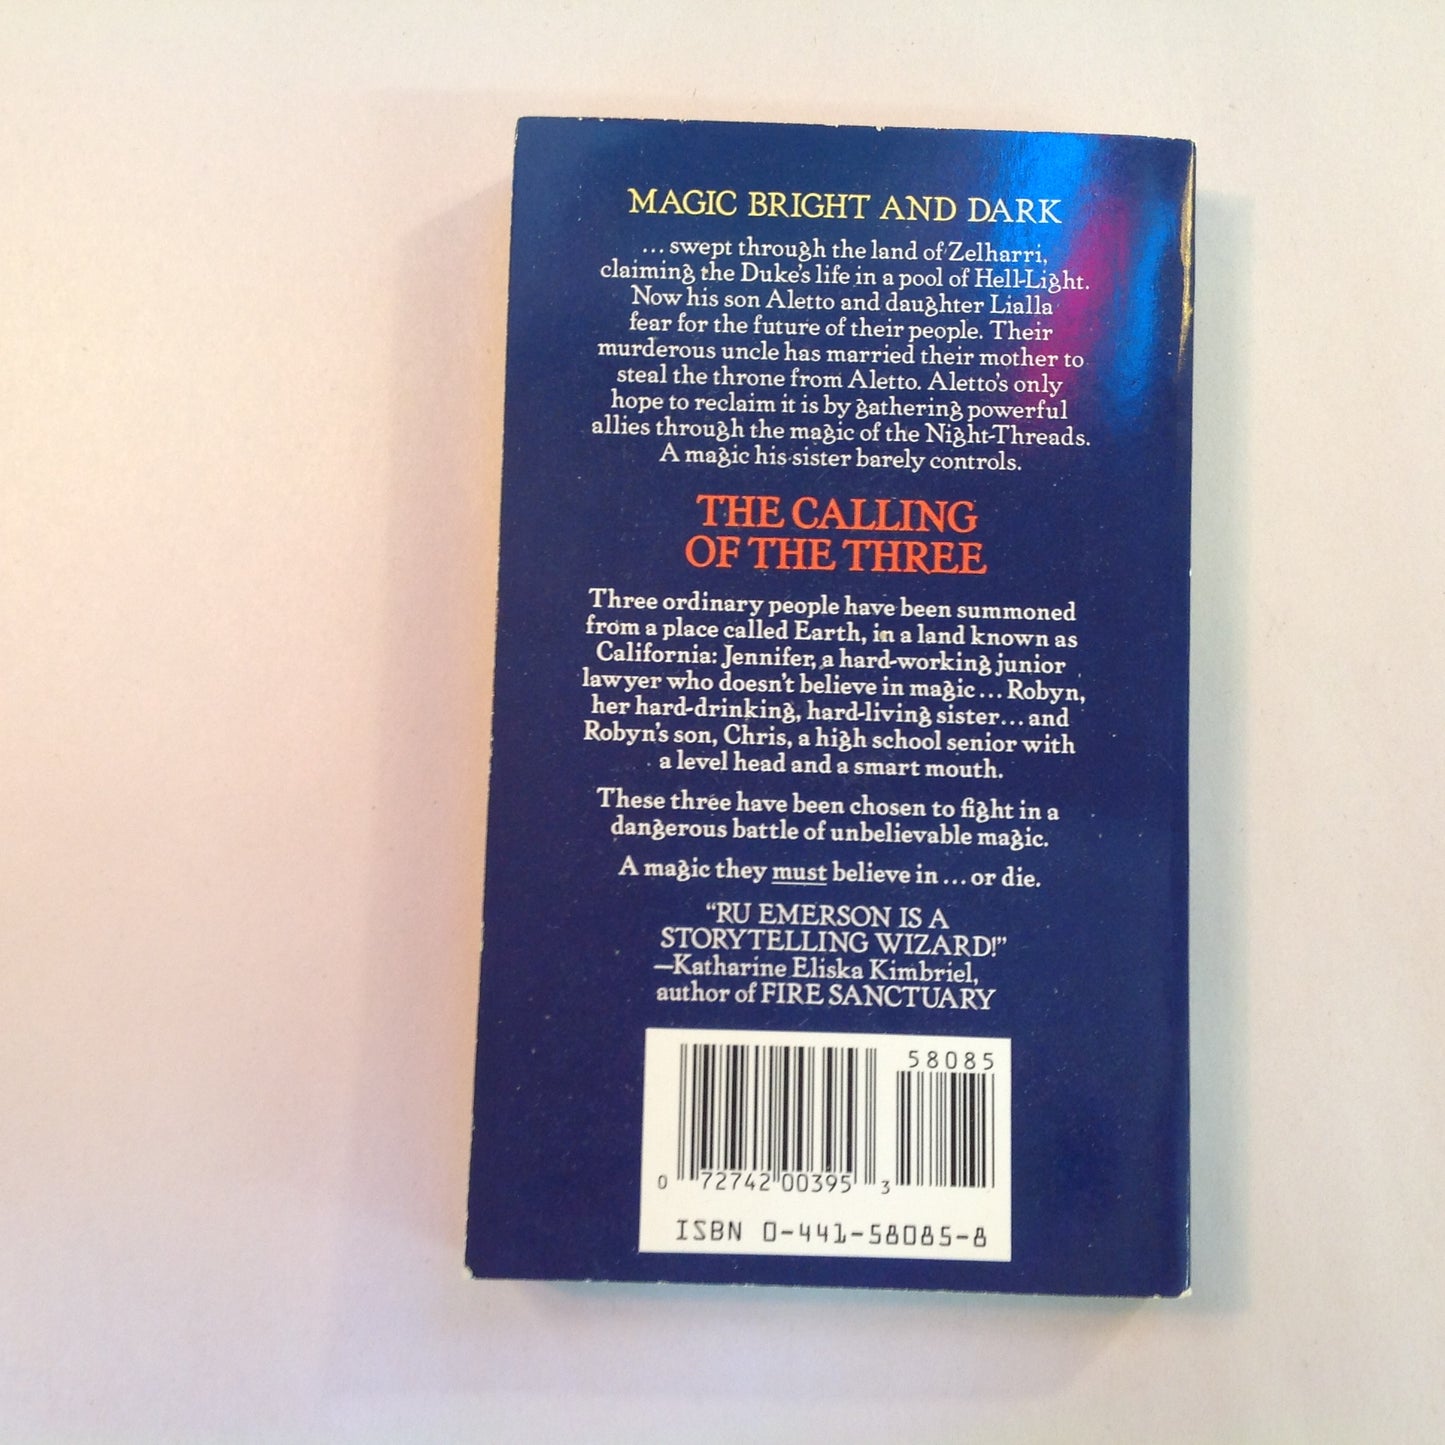 MAGIC BRIGHT AND DARK
... swept through the land of Zelharri,
claiming the Duke's life in a pool of Hell-Light.
Now his son Aletto and daughter Lialla
fear for the future of their people. Their
murderous uncle has married their mother to
steal the throne from Aletto. Aletto's only
hope to reclaim it is by gathering powerful
allies through the magic of the Night-Threads.
A magic his sister barely controls.
THE CALLING
OF THE THREE
Three ordinary people have been summoned
from a place called Earth, in a land known as
California: Jennifer, a hard-working junior
lawyer who doesn't believe in magic... Robyn,
her hard-drinking, hard-living sister... and
Robyn's son, Chris, a high school senior with
a level head and a smart mouth.
These three have been chosen to fight in a
dangerous battle of unbelievable magic.
A magic they must believe in... or die.
"RU EMERSON IS A
STORYTELLING WIZARD!"
—Katharine Eliska Kimbriel,
author of FIRE SANCTUARY
58085
0 72742 00395 3
ISBN 0-441-58085-8